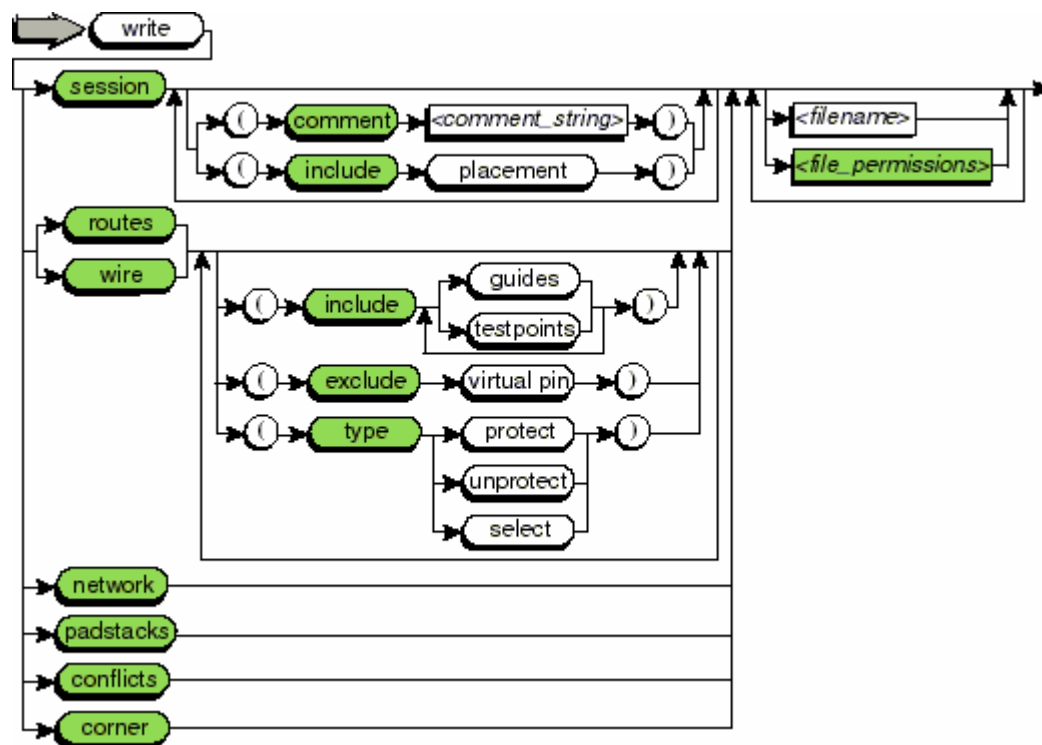 write
session
( comment <comment_string> )
<filename>
( include placement )
<file_permissions>
routes
wire
( include guides )
testpoints
( exclude virtual pin )
( type protect )
unprotect
select
network
padstacks
conflicts
corner